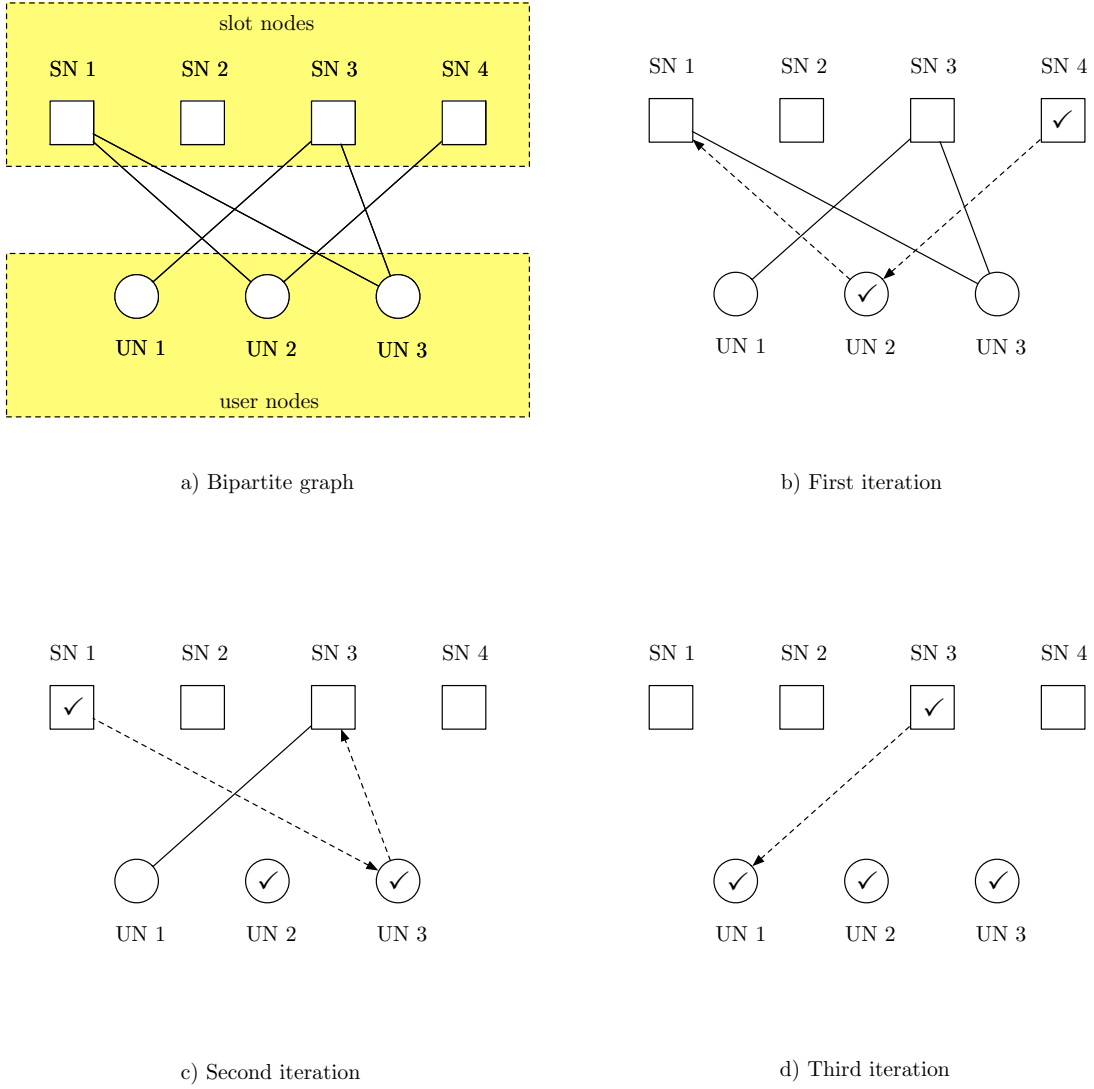 slot nodes
SN 1 SN 2 SN 3 SN 4
UN 1 UN 2 UN 3
user nodes
a) Bipartite graph
SN 1 SN 2 SN 3 SN 4
✓
✓
UN 1 UN 2 UN 3
b) First iteration
SN 1 SN 2 SN 3 SN 4
✓
✓ ✓
UN 1 UN 2 UN 3
c) Second iteration
SN 1 SN 2 SN 3 SN 4
✓
✓ ✓ ✓
UN 1 UN 2 UN 3
d) Third iteration